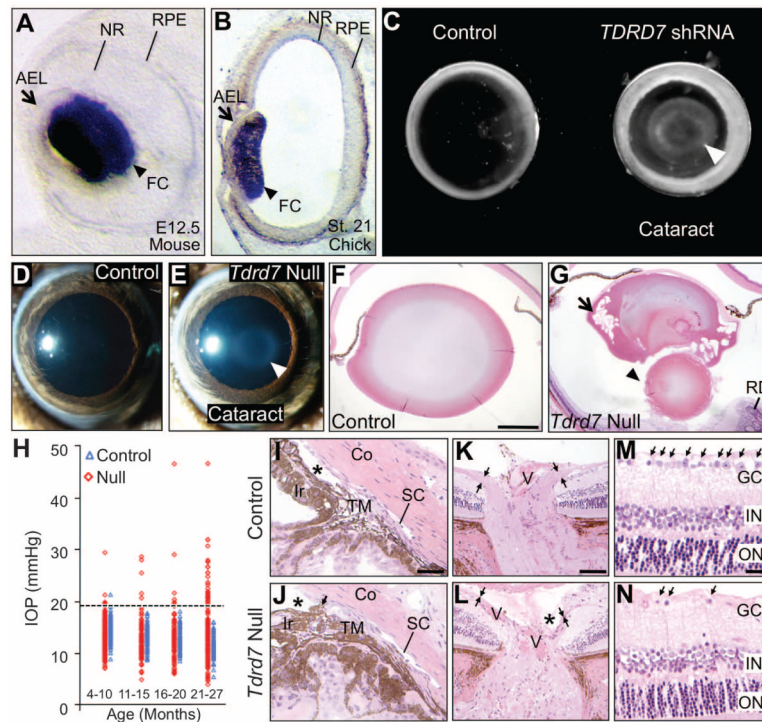 A
NR
RPE
AEL
FC
E12.5
Mouse
B
NR
RPE
AEL
FC
St. 21
Chick
C
Control
TDRD7 shRNA
Cataract
D
Control
E
Tdrd7 Null
Cataract
F
Control
G
Tdrd7 Null
RD
H
50
40
30
20
10
0
IOP (mmHg)
Control
Null
4-10
11-15
16-20
21-27
Age (Months)
Control
I
Co
*
Ir
TM
SC
K
V
M
GC
IN
ON
Tdrd7 Null
J
*
Co
Ir
TM
SC
L
*
V
V
N
GC
IN
ON